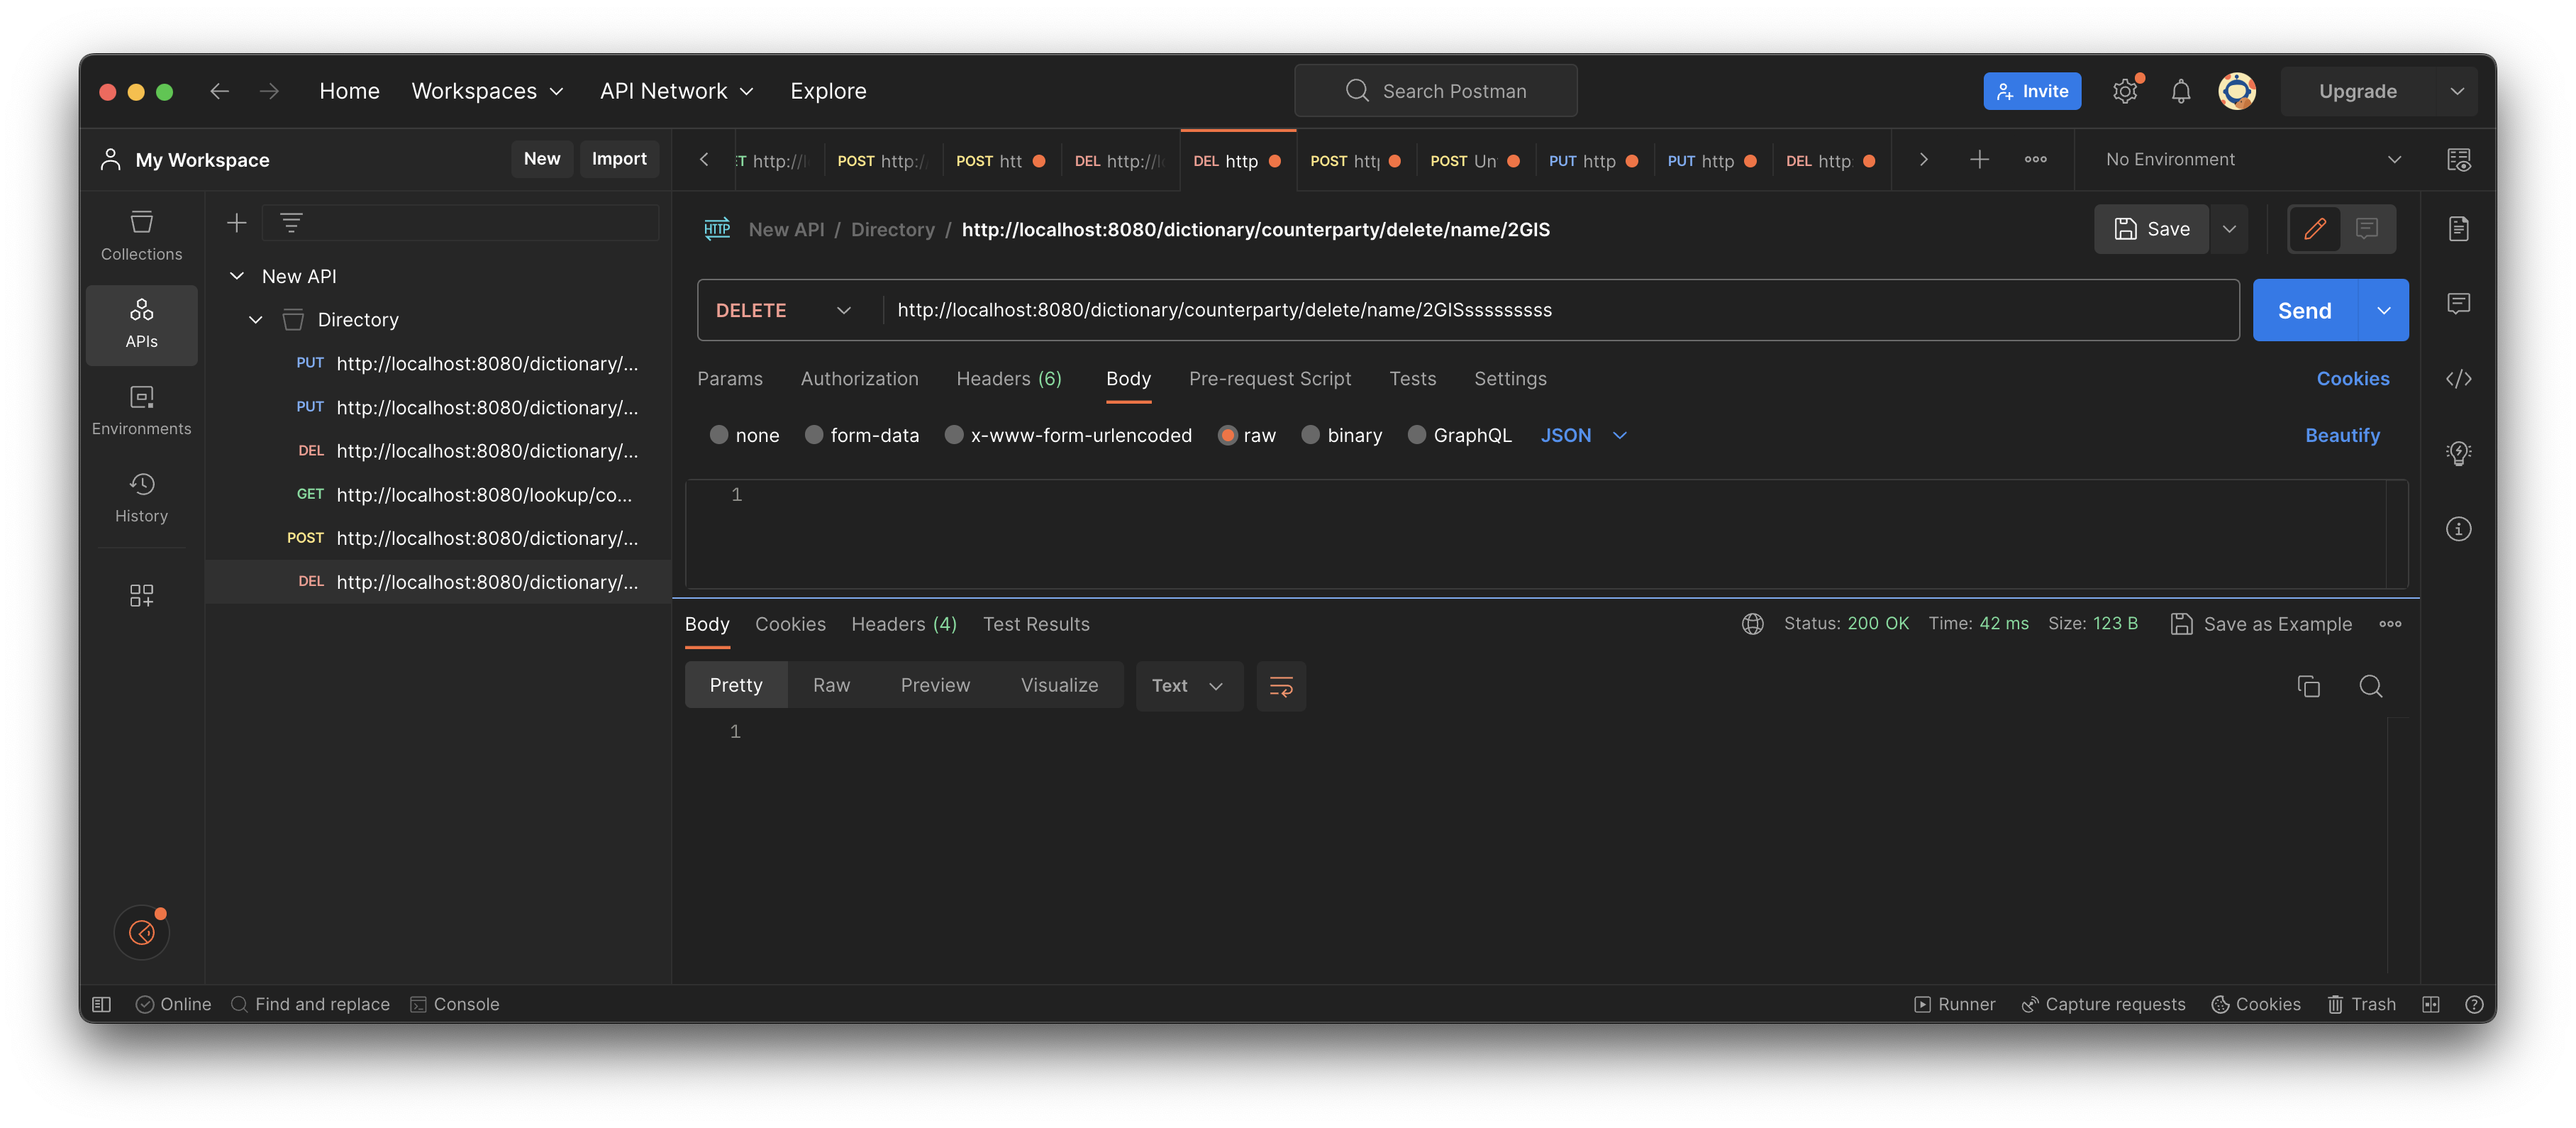 Home Workspaces API Network Explore
Search Postman
Invite
Upgrade
My Workspace
New Import
ET http://l
POST http:/
POST htt
DEL http://lo
DEL http
POST http
POST Un
PUT http
PUT http
DEL http:
No Environment
Collections
APIs
Environments
History
New API
Directory
PUT http://localhost:8080/dictionary/...
PUT http://localhost:8080/dictionary/...
DEL http://localhost:8080/dictionary/...
GET http://localhost:8080/lookup/co...
POST http://localhost:8080/dictionary/...
DEL http://localhost:8080/dictionary/...
HTTP New API / Directory / http://localhost:8080/dictionary/counterparty/delete/name/2GIS
Save
DELETE http://localhost:8080/dictionary/counterparty/delete/name/2GISsssssssss
Send
Params Authorization Headers (6) Body Pre-request Script Tests Settings
Cookies
none form-data x-www-form-urlencoded raw binary GraphQL JSON
Beautify
1
Body Cookies Headers (4) Test Results
Status: 200 OK Time: 42 ms Size: 123 B Save as Example
Pretty Raw Preview Visualize Text
1
Online Find and replace Console
Runner Capture requests Cookies Trash